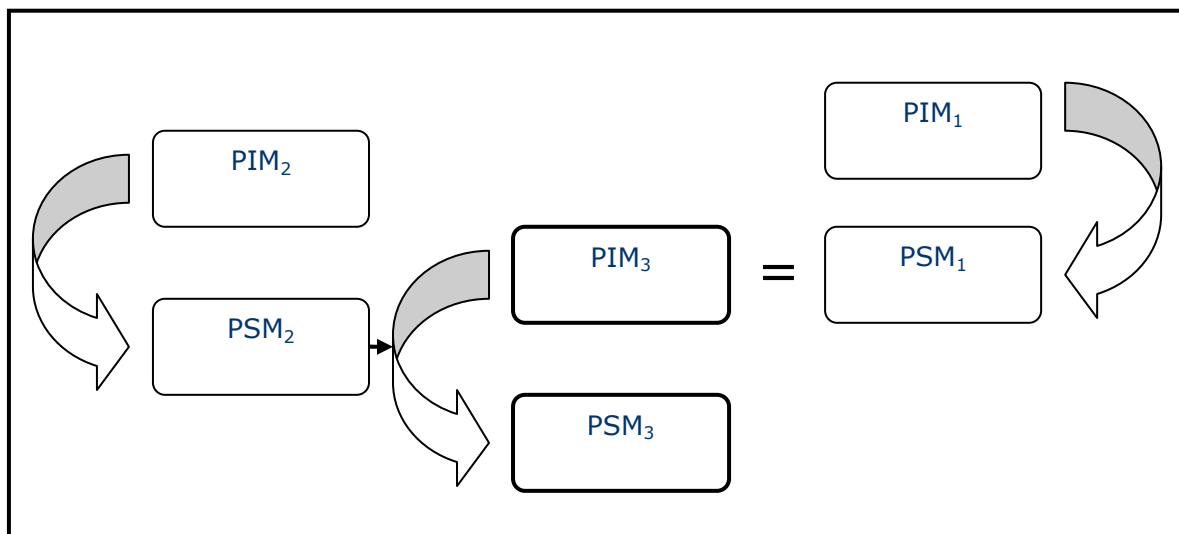 PIM₂
PSM₂
PIM₃
=
PSM₃
PIM₁
PSM₁